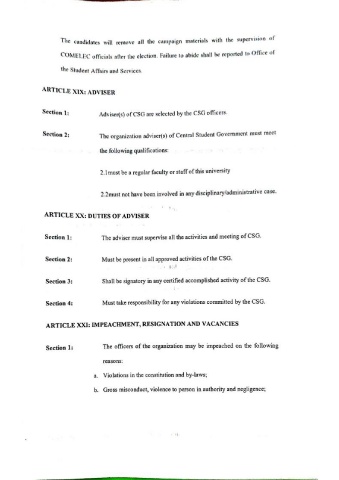 The candidates will remove all the campaign materials with the supervision of
COMELEC officials after the election. Failure to abide shall be reported to Office of
the Student Affairs and Services.
ARTICLE XIX: ADVISER
Section 1: Adviser(s) of CSG are selected by the CSG officers.
Section 2: The organization adviser(s) of Central Student Government must meet
the following qualifications:
2.1must be a regular faculty or staff of this university
2.2must not have been involved in any disciplinary/administrative case.
ARTICLE XX: DUTIES OF ADVISER
Section 1: The adviser must supervise all the activities and meeting of CSG.
Section 2: Must be present is all approved activities of the CSG.
Section 3: Shall be signatory in any certified accomplished activity of the CSG.
Section 4: Must take responsibility for any violations committed by the CSG.
ARTICLE XXI: IMPEACHMENT, RESIGNATION AND VACANCIES
Section 1: The officers of the organization may be impeached on the following
reasons:
a. Violations in the constitution and by-laws;
b. Gross misconduct, violence to person in authority and negligence;